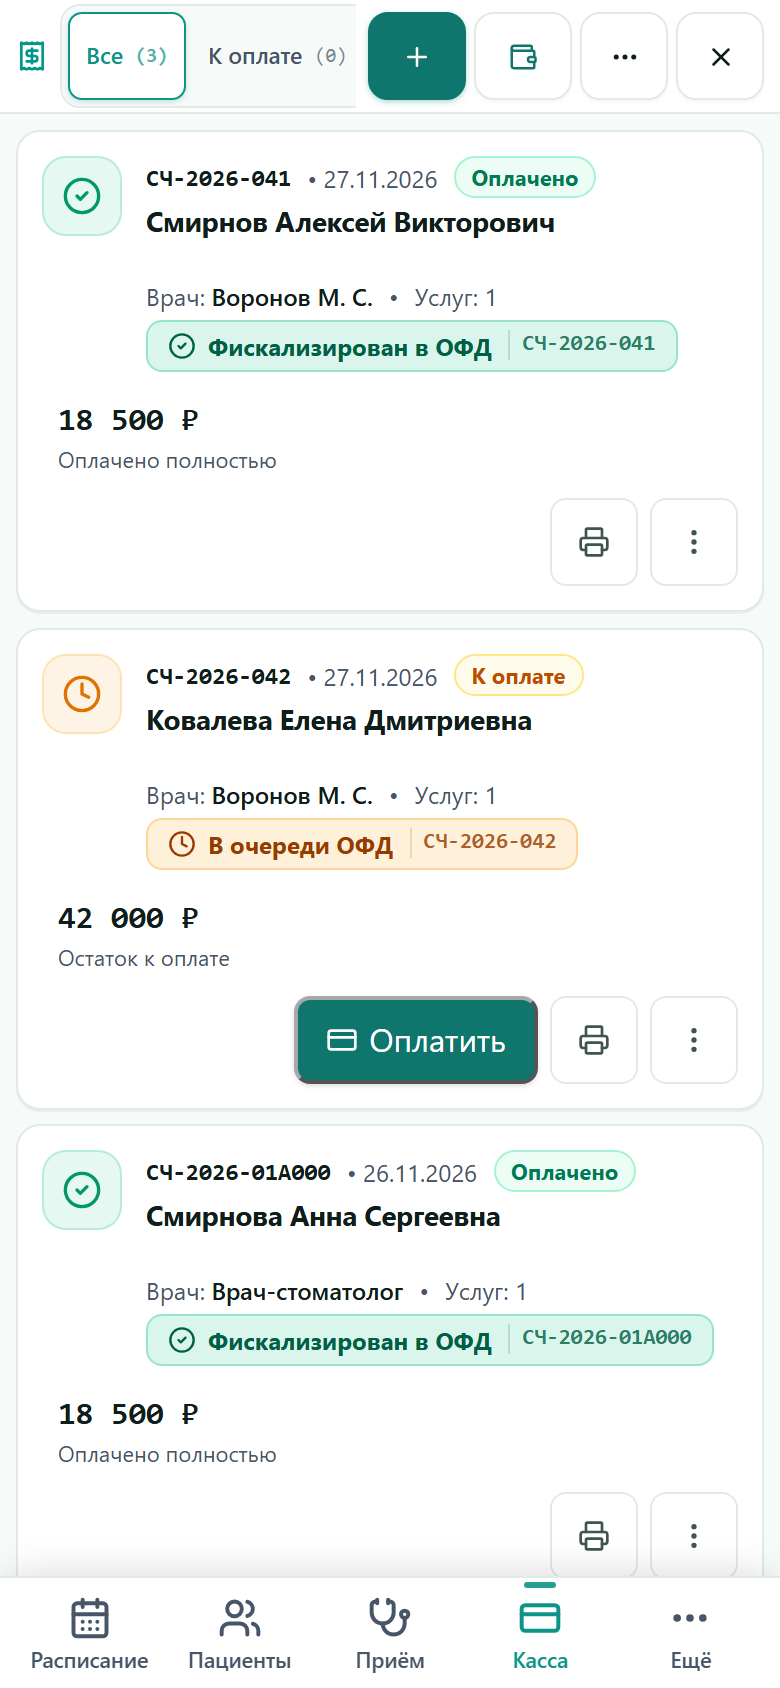 Все (3) К оплате (0)
СЧ-2026-041 • 27.11.2026 Оплачено
Смирнов Алексей Викторович
Врач: Воронов М. С. • Услуг: 1
Фискализирован в ОФД СЧ-2026-041
18 500 ₽
Оплачено полностью
СЧ-2026-042 • 27.11.2026 К оплате
Ковалева Елена Дмитриевна
Врач: Воронов М. С. • Услуг: 1
В очереди ОФД СЧ-2026-042
42 000 ₽
Остаток к оплате
Оплатить
СЧ-2026-01A000 • 26.11.2026 Оплачено
Смирнова Анна Сергеевна
Врач: Врач-стоматолог • Услуг: 1
Фискализирован в ОФД СЧ-2026-01A000
18 500 ₽
Оплачено полностью
Расписание Пациенты Приём Касса Ещё